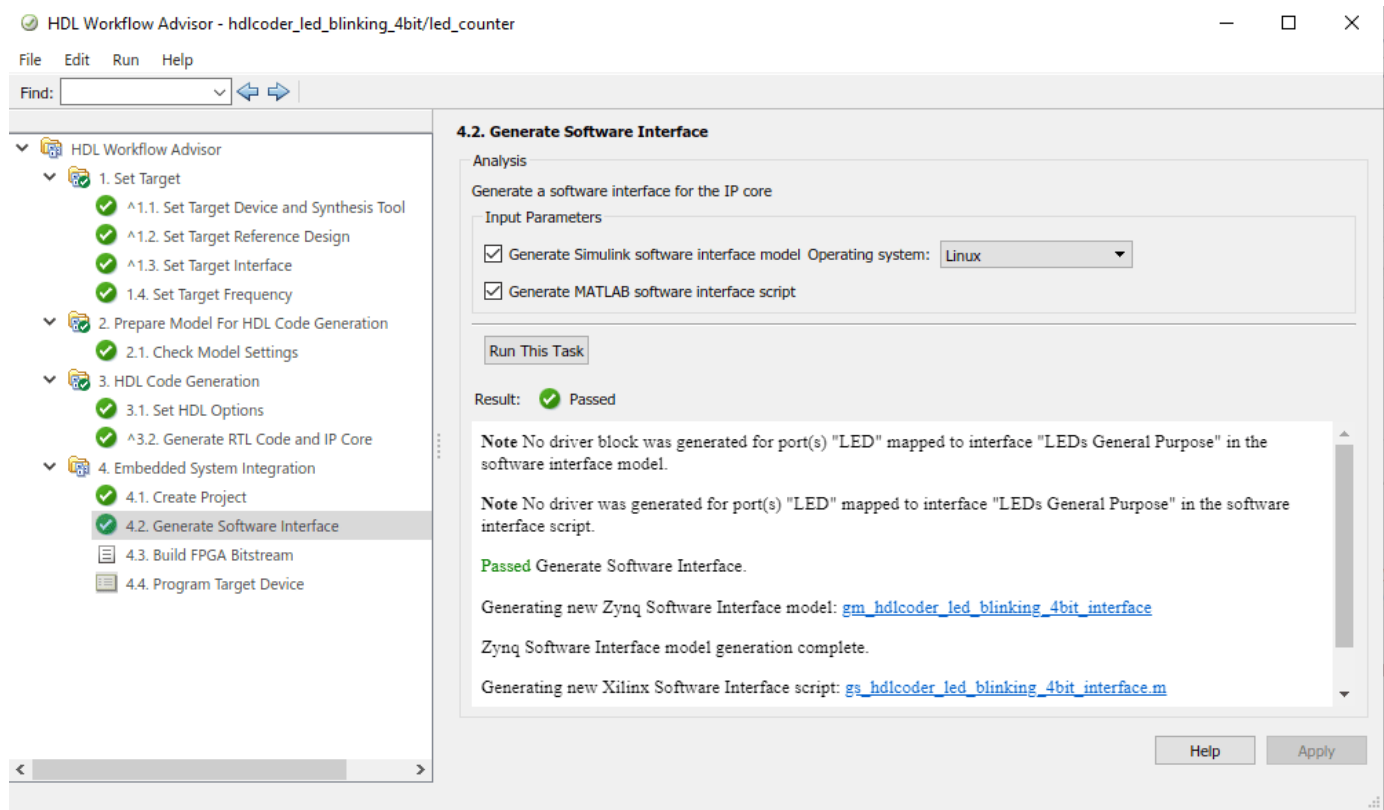 HDL Workflow Advisor - hdlcoder_led_blinking_4bit/led_counter
File Edit Run Help
Find:
HDL Workflow Advisor
1. Set Target
^1.1. Set Target Device and Synthesis Tool
^1.2. Set Target Reference Design
^1.3. Set Target Interface
1.4. Set Target Frequency
2. Prepare Model For HDL Code Generation
2.1. Check Model Settings
3. HDL Code Generation
3.1. Set HDL Options
^3.2. Generate RTL Code and IP Core
4. Embedded System Integration
4.1. Create Project
4.2. Generate Software Interface
4.3. Build FPGA Bitstream
4.4. Program Target Device
4.2. Generate Software Interface
Analysis
Generate a software interface for the IP core
Input Parameters
Generate Simulink software interface model Operating system: Linux
Generate MATLAB software interface script
Run This Task
Result: Passed
Note No driver block was generated for port(s) "LED" mapped to interface "LEDs General Purpose" in the
software interface model.
Note No driver was generated for port(s) "LED" mapped to interface "LEDs General Purpose" in the software
interface script.
Passed Generate Software Interface.
Generating new Zynq Software Interface model: gm_hdlcoder_led_blinking_4bit_interface
Zynq Software Interface model generation complete.
Generating new Xilinx Software Interface script: gs_hdlcoder_led_blinking_4bit_interface.m
Help Apply